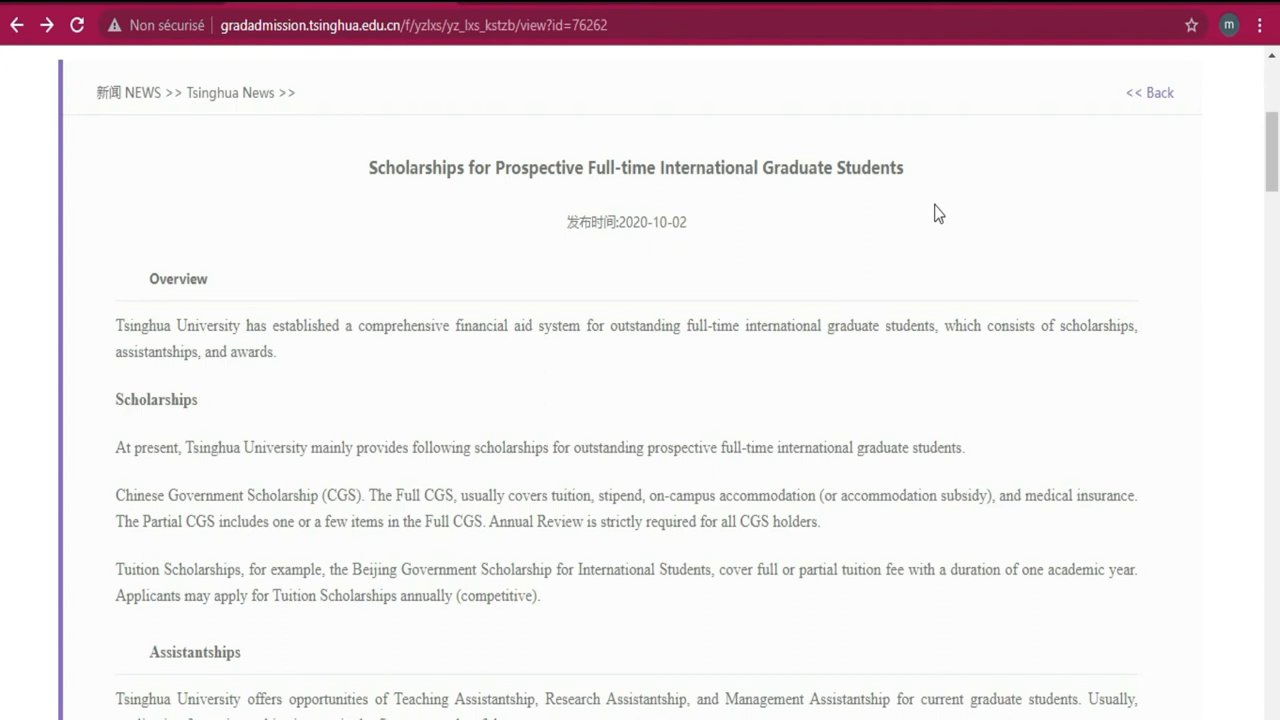 Non sécurisé gradadmission.tsinghua.edu.cn/f/yzlxs/yz_lxs_kstzb/view?id=76262 m
新闻 NEWS >> Tsinghua News >> << Back
Scholarships for Prospective Full-time International Graduate Students
发布时间:2020-10-02
Overview
Tsinghua University has established a comprehensive financial aid system for outstanding full-time international graduate students, which consists of scholarships,
assistantships, and awards.
Scholarships
At present, Tsinghua University mainly provides following scholarships for outstanding prospective full-time international graduate students.
Chinese Government Scholarship (CGS). The Full CGS, usually covers tuition, stipend, on-campus accommodation (or accommodation subsidy), and medical insurance.
The Partial CGS includes one or a few items in the Full CGS. Annual Review is strictly required for all CGS holders.
Tuition Scholarships, for example, the Beijing Government Scholarship for International Students, cover full or partial tuition fee with a duration of one academic year.
Applicants may apply for Tuition Scholarships annually (competitive).
Assistantships
Tsinghua University offers opportunities of Teaching Assistantship, Research Assistantship, and Management Assistantship for current graduate students. Usually,